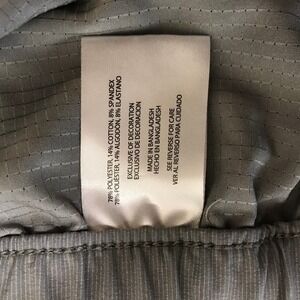 78% POLYESTER, 14% COTTON, 8% SPANDEX
78% POLIÉSTER, 14% ALGODÓN, 8% ELASTANO
EXCLUSIVE OF DECORATION
EXCLUSIVO DE DECORACIÓN
MADE IN BANGLADESH
HECHO EN BANGLADESH
SEE REVERSE FOR CARE
VER AL REVERSO PARA CUIDADO